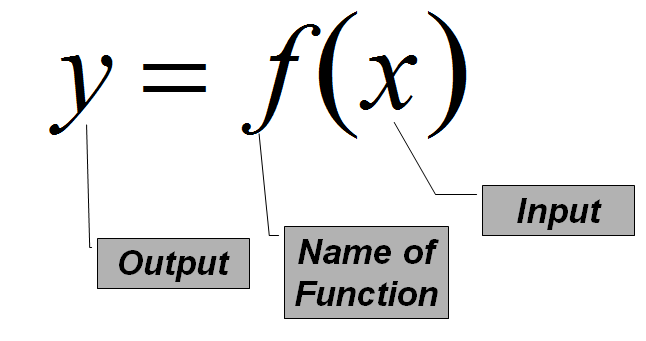 y = f(x)
Input
Output
Name of
Function